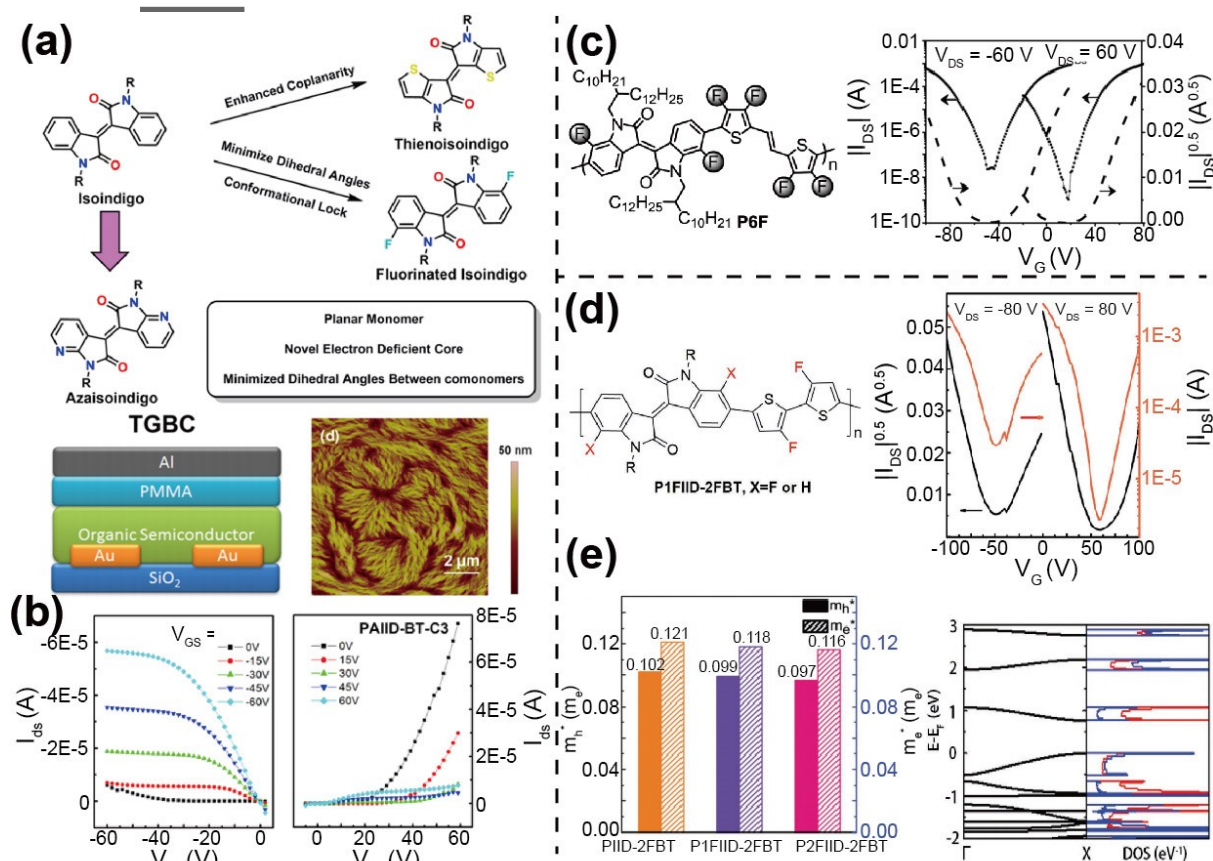 (a)
R
O
N
O
N
R
Isoindigo
Enhanced Coplanarity
Minimize Dihedral Angles
Conformational Lock
R
O
N
S
S
O
N
R
Thienoisoindigo
R
O
N
F
F
N
O
R
Fluorinated Isoindigo
R
O
N
N
N
N
O
R
Azaisoindigo
Planar Monomer
Novel Electron Deficient Core
Minimized Dihedral Angles Between comonomers
TGBC
Al
PMMA
Organic Semiconductor
Au Au
SiO2
(d)
50 nm
2 μm
(b)
VGS =
0V
-15V
-30V
-45V
-60V
-6E-5
-4E-5
-2E-5
0
Ids (A)
-60 -40 -20 0
(V)
PAIID-BT-C3
0V
15V
30V
45V
60V
8E-5
6E-5
4E-5
2E-5
0
Ids (A)
0 20 40 60
(V)
(c)
C10H21
C12H25
O
N
F
F
F
S
F
N
O
S
F
F
n
C12H25
C10H21
P6F
VDS = -60 V VDS = 60 V
|IDS| (A)
0.01
1E-4
1E-6
1E-8
1E-10
0.04
0.03
0.02
0.01
0.00
|IDS|^0.5 (A^0.5)
-80 -40 0 40 80
VG (V)
(d)
R
O
N
X
F
S
S
F
n
X
N
O
R
P1FIID-2FBT, X=F or H
VDS = -80 V VDS = 80 V
|IDS|^0.5 (A^0.5)
0.05
0.04
0.03
0.02
0.01
1E-3
1E-4
1E-5
|IDS| (A)
-100 -50 0 50 100
VG (V)
(e)
mh*
me*
mh* (me)
0.12
0.08
0.04
0.00
0.102 0.121
0.099 0.118
0.097 0.116
0.12
0.08
0.04
0.00
me* (me)
PIID-2FBT P1FIID-2FBT P2FIID-2FBT
E-EF (eV)
3
2
1
0
-1
-2
Γ X DOS (eV-1)